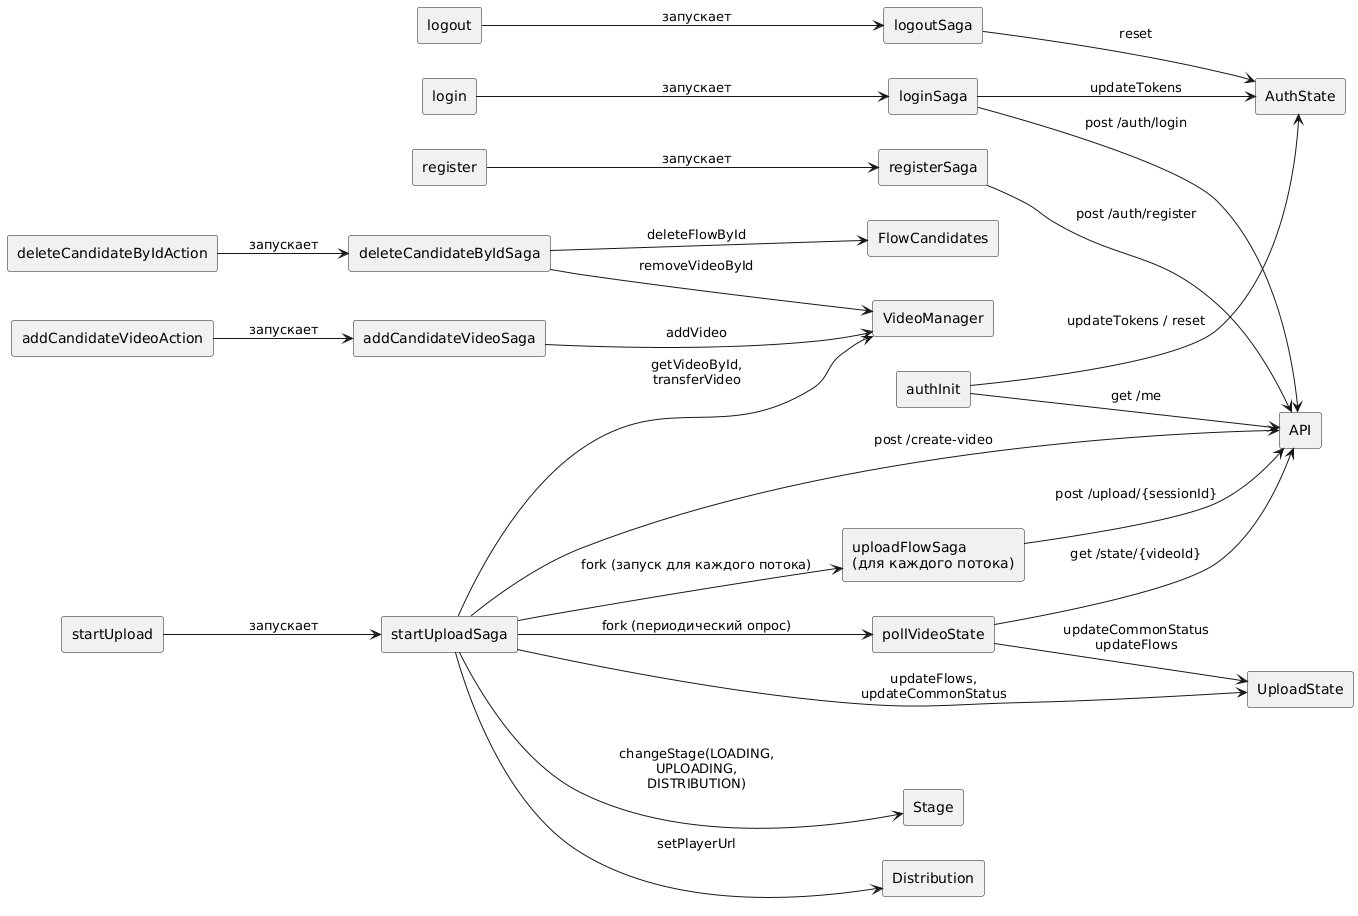 logout
запускает
logoutSaga
reset
login
запускает
loginSaga
updateTokens
AuthState
post /auth/login
register
запускает
registerSaga
post /auth/register
deleteCandidateByIdAction
запускает
deleteCandidateByIdSaga
deleteFlowById
FlowCandidates
removeVideoById
VideoManager
addCandidateVideoAction
запускает
addCandidateVideoSaga
addVideo
updateTokens / reset
getVideoById,
transferVideo
authInit
get /me
API
post /create-video
post /upload/{sessionId}
uploadFlowSaga
(для каждого потока)
get /state/{videoId}
fork (запуск для каждого потока)
startUpload
запускает
startUploadSaga
fork (периодический опрос)
pollVideoState
updateCommonStatus
updateFlows
updateFlows,
updateCommonStatus
UploadState
changeStage(LOADING,
UPLOADING,
DISTRIBUTION)
Stage
setPlayerUrl
Distribution